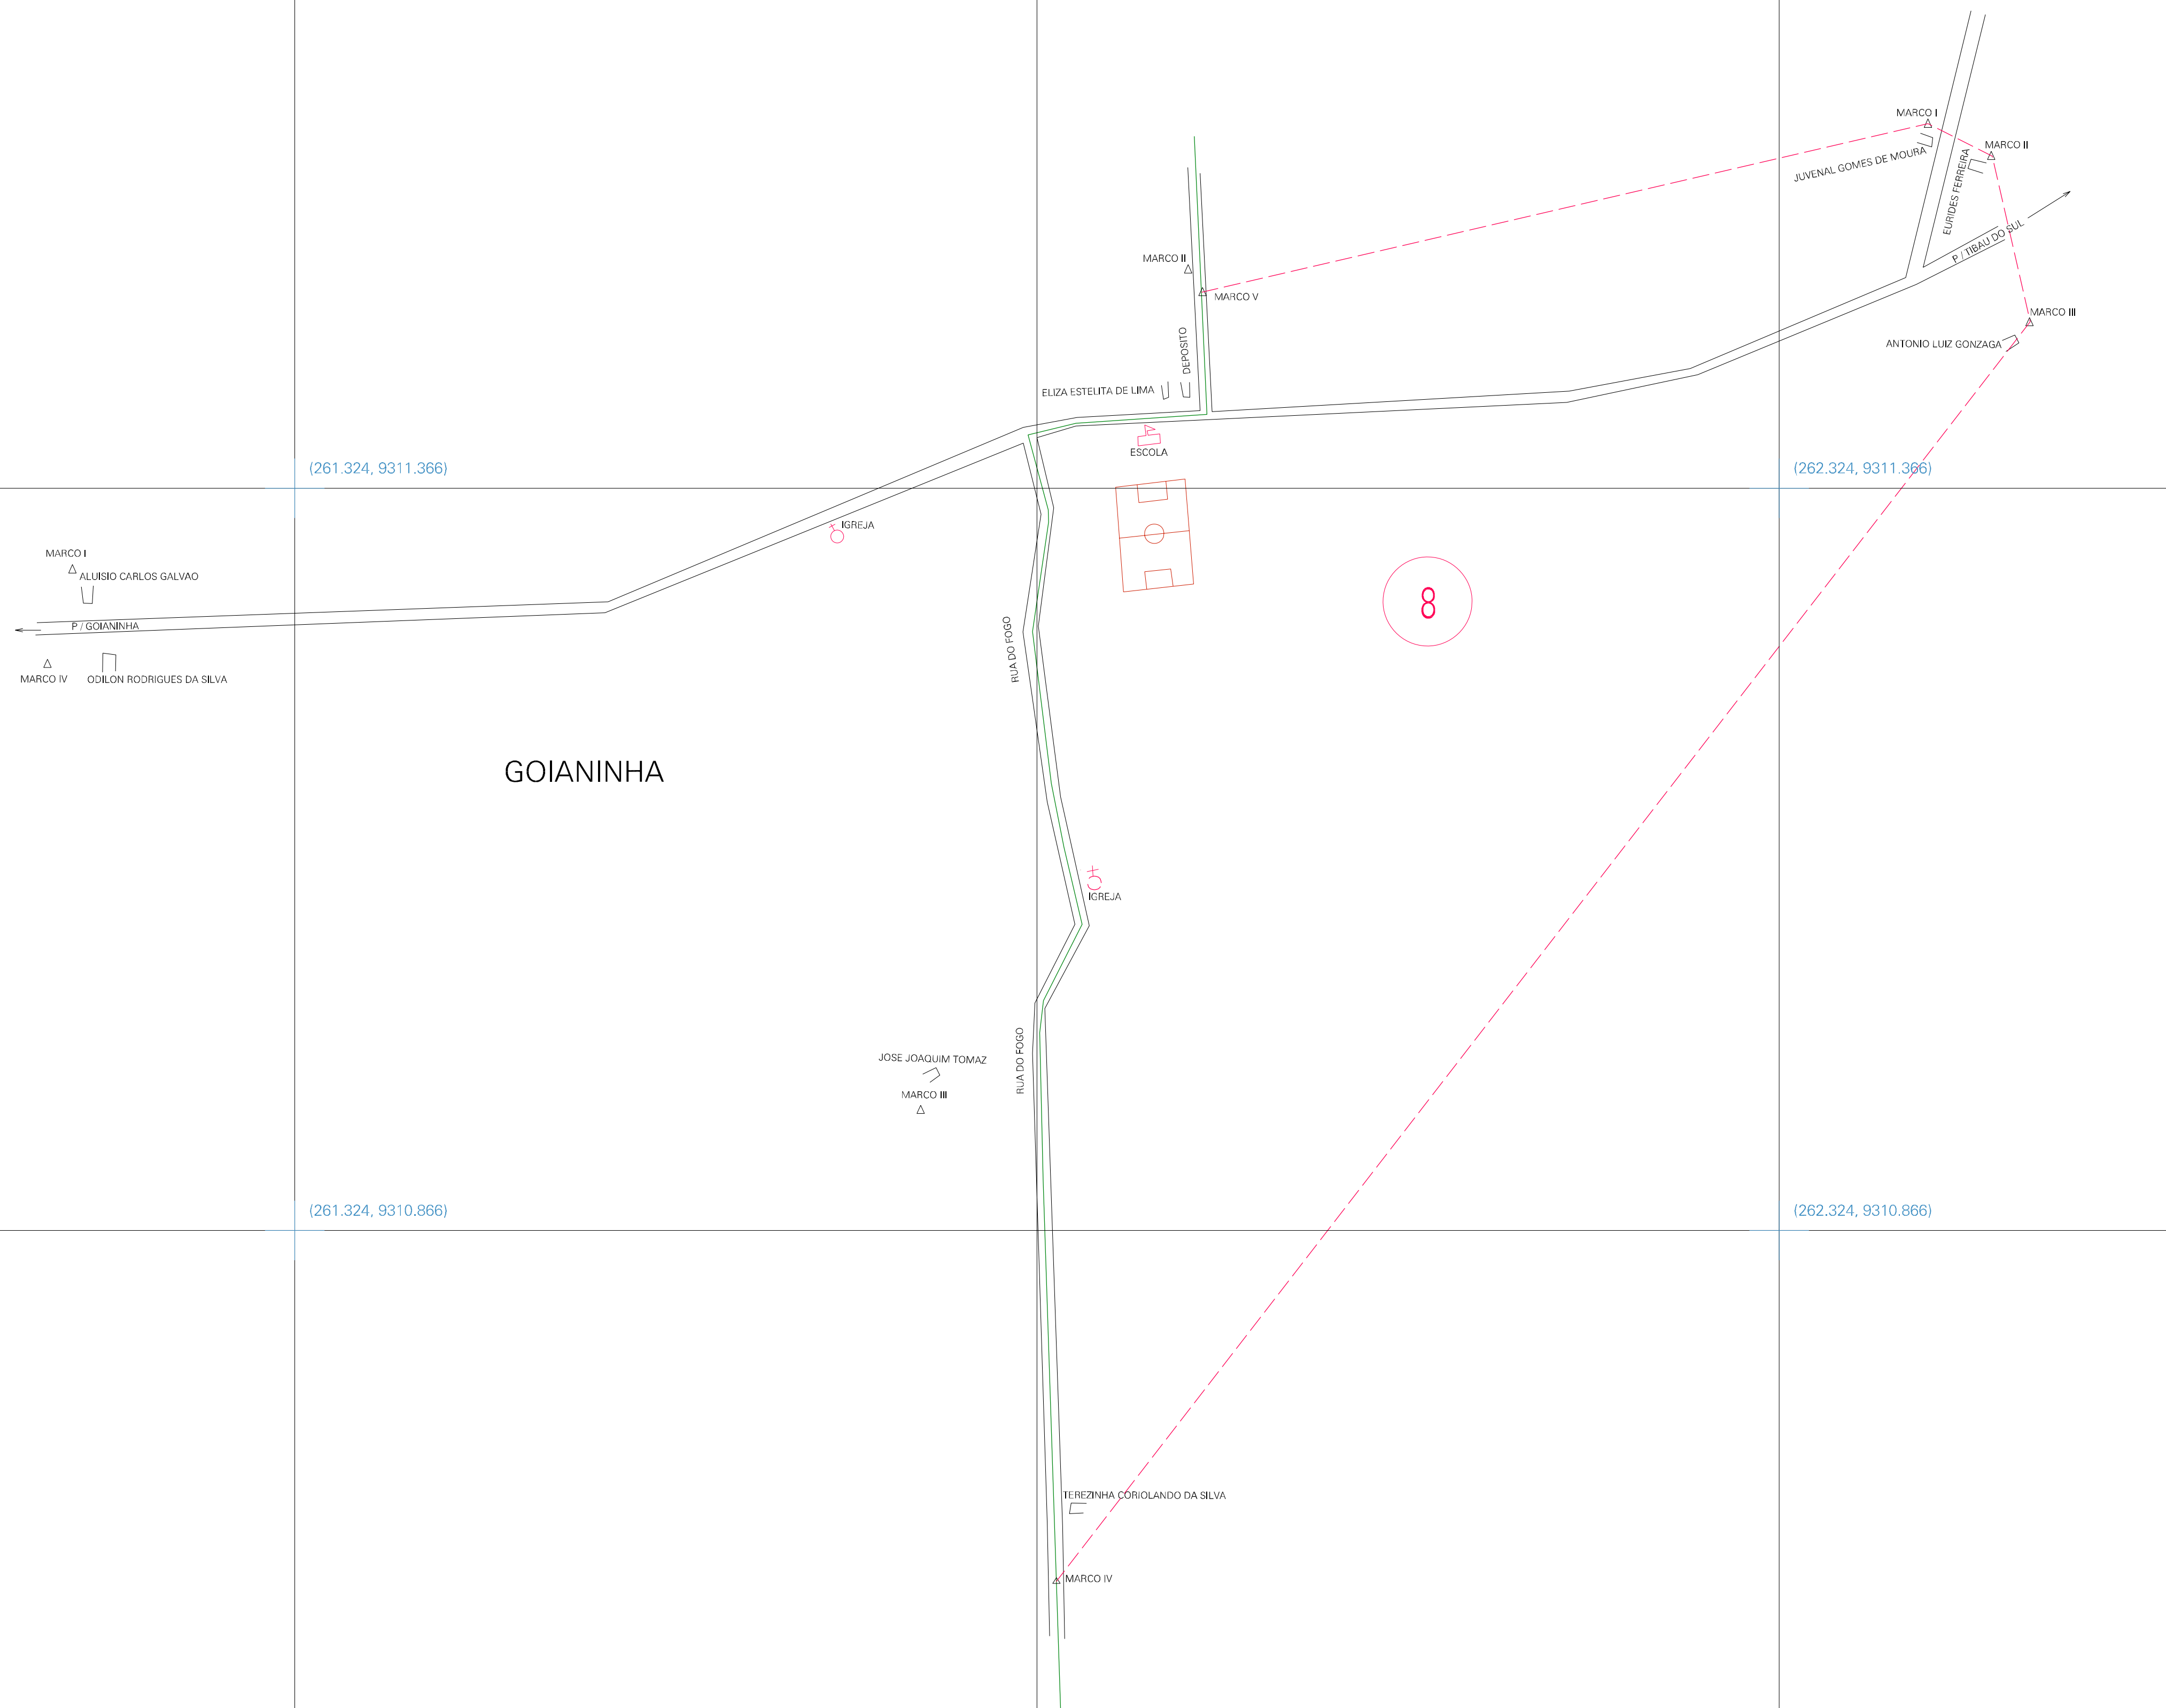 MARCO I
JUVENAL GOMES DE MOURA
MARCO II
EURIDES FERREIRA
P / TIBAU DO SUL
MARCO II
MARCO V
MARCO III
ANTONIO LUIZ GONZAGA
DEPOSITO
ELIZA ESTELITA DE LIMA
ESCOLA
(261.324, 9311.366)
(262.324, 9311.366)
IGREJA
MARCO I
ALUISIO CARLOS GALVAO
P / GOIANINHA
MARCO IV
ODILON RODRIGUES DA SILVA
RUA DO FOGO
8
GOIANINHA
IGREJA
JOSE JOAQUIM TOMAZ
MARCO III
RUA DO FOGO
(261.324, 9310.866)
(262.324, 9310.866)
TEREZINHA CORIOLANDO DA SILVA
MARCO IV